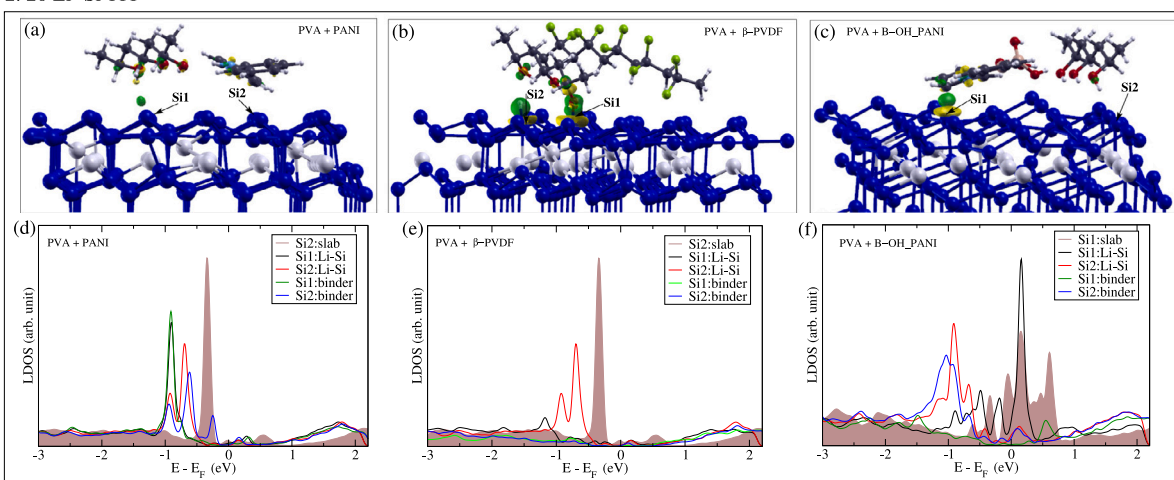 (a)
PVA + PANI
Si1
Si2
(b)
PVA + β-PVDF
Si2
Si1
(c)
PVA + B-OH_PANI
Si1
Si2
(d)
PVA + PANI
Si2:slab
Si1:Li-Si
Si2:Li-Si
Si1:binder
Si2:binder
LDOS (arb. unit)
-3 -2 -1 0 1 2
E - E_F (eV)
(e)
PVA + β-PVDF
Si2:slab
Si1:Li-Si
Si2:Li-Si
Si1:binder
Si2:binder
LDOS (arb. unit)
-3 -2 -1 0 1 2
E - E_F (eV)
(f)
PVA + B-OH_PANI
Si1:slab
Si1:Li-Si
Si2:Li-Si
Si1:binder
Si2:binder
LDOS (arb. unit)
-3 -2 -1 0 1 2
E - E_F (eV)